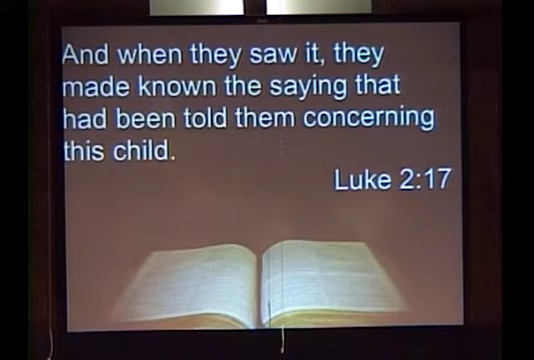 And when they saw it, they
made known the saying that
had been told them concerning
this child.
Luke 2:17